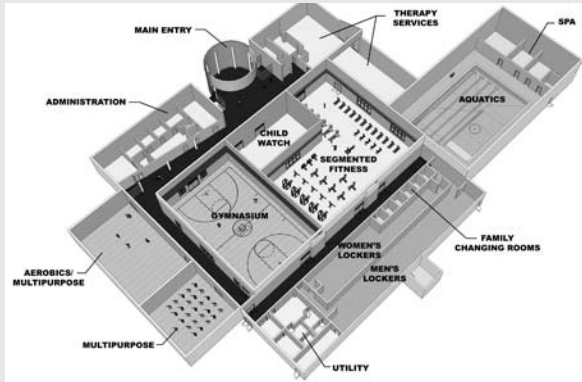 MAIN ENTRY
THERAPY
SERVICES
SPA
ADMINISTRATION
AQUATICS
CHILD
WATCH
SEGMENTED
FITNESS
GYMNASIUM
WOMEN'S
LOCKERS
FAMILY
CHANGING ROOMS
MEN'S
LOCKERS
AEROBICS/
MULTIPURPOSE
MULTIPURPOSE
UTILITY